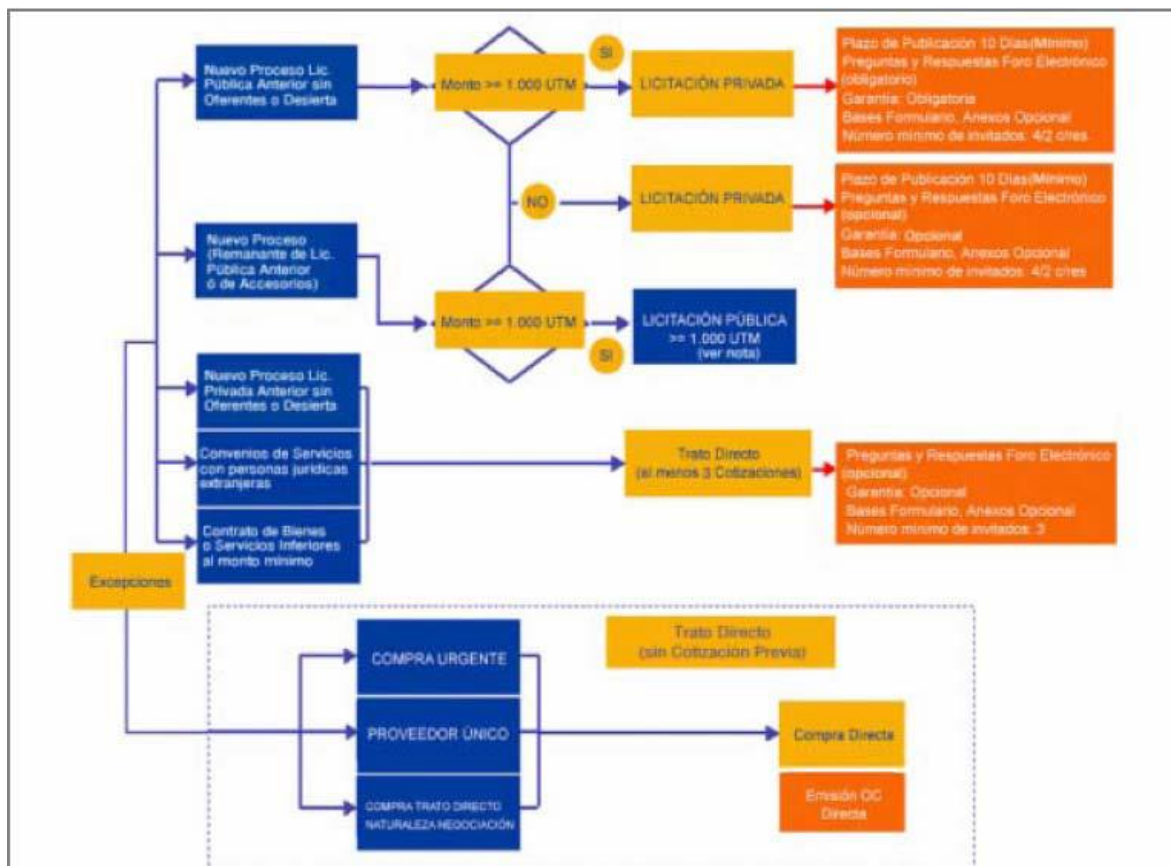 Nuevo Proceso Lic.
Pública Anterior sin
Oferentes o Desierta
Monto >= 1.000 UTM
SI
LICITACIÓN PRIVADA
Plazo de Publicación 10 Días(Mínimo)
Preguntas y Respuestas Foro Electrónico
(obligatorio)
Garantía: Obligatoria
Bases Formulario, Anexos Opcional
Número mínimo de invitados: 4/2 c/res
NO
LICITACIÓN PRIVADA
Plazo de Publicación 10 Días(Mínimo)
Preguntas y Respuestas Foro Electrónico
(opcional)
Garantía: Opcional
Bases Formulario, Anexos Opcional
Número mínimo de invitados: 4/2 c/res
Nuevo Proceso
(Remanante de Lic.
Pública Anterior
ó de Accesorios)
Monto >= 1.000 UTM
SI
LICITACIÓN PÚBLICA
>= 1.000 UTM
(ver nota)
Nuevo Proceso Lic.
Privada Anterior sin
Oferentes o Desierta
Convenios de Servicios
con personas jurídicas
extranjeras
Contrato de Bienes
o Servicios Inferiores
al monto mínimo
Trato Directo
(al menos 3 Cotizaciones)
Preguntas y Respuestas Foro Electrónico
(opcional)
Garantía: Opcional
Bases Formulario, Anexos Opcional
Número mínimo de invitados: 3
Excepciones
Trato Directo
(sin Cotización Previa)
COMPRA URGENTE
PROVEEDOR ÚNICO
COMPRA TRATO DIRECTO
NATURALEZA NEGOCIACIÓN
Compra Directa
Emisión OC
Directa